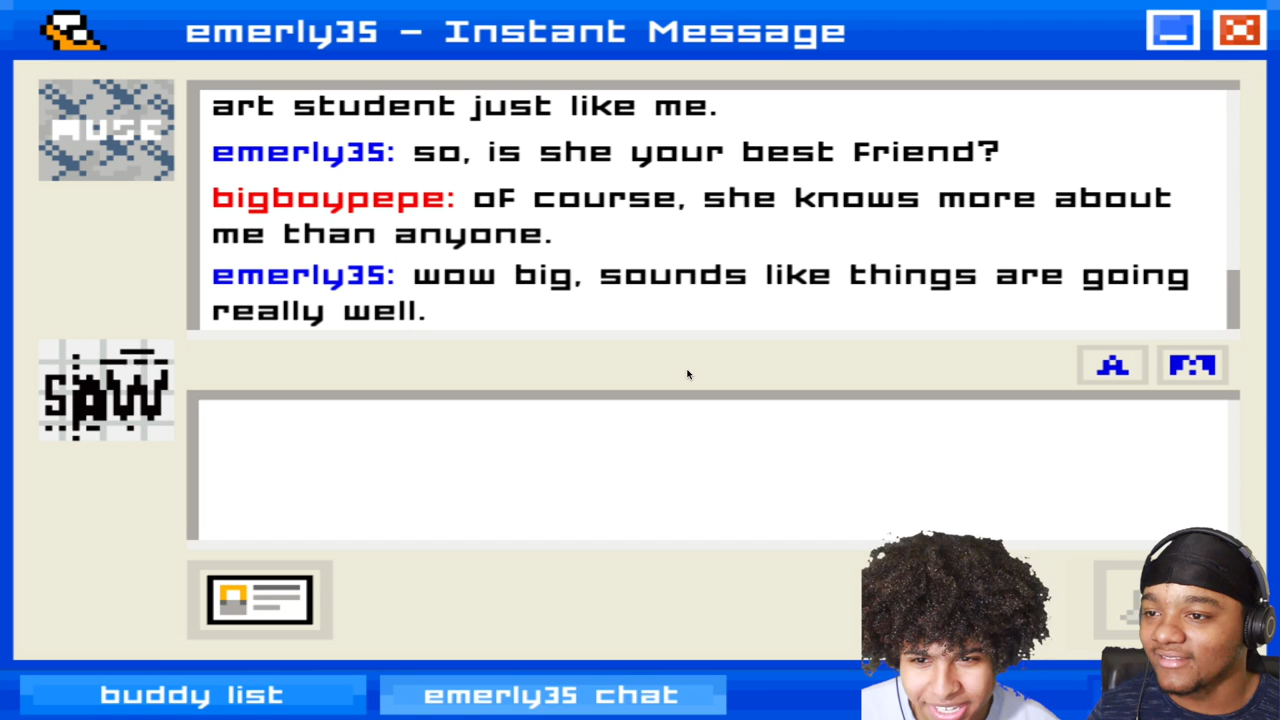 emerly35 - Instant Message
MUSE
art student just like me.
emerly35: so, is she your best friend?
bigboypepe: of course, she knows more about
me than anyone.
emerly35: wow big, sounds like things are going
really well.
SAW
A
buddy list
emerly35 chat